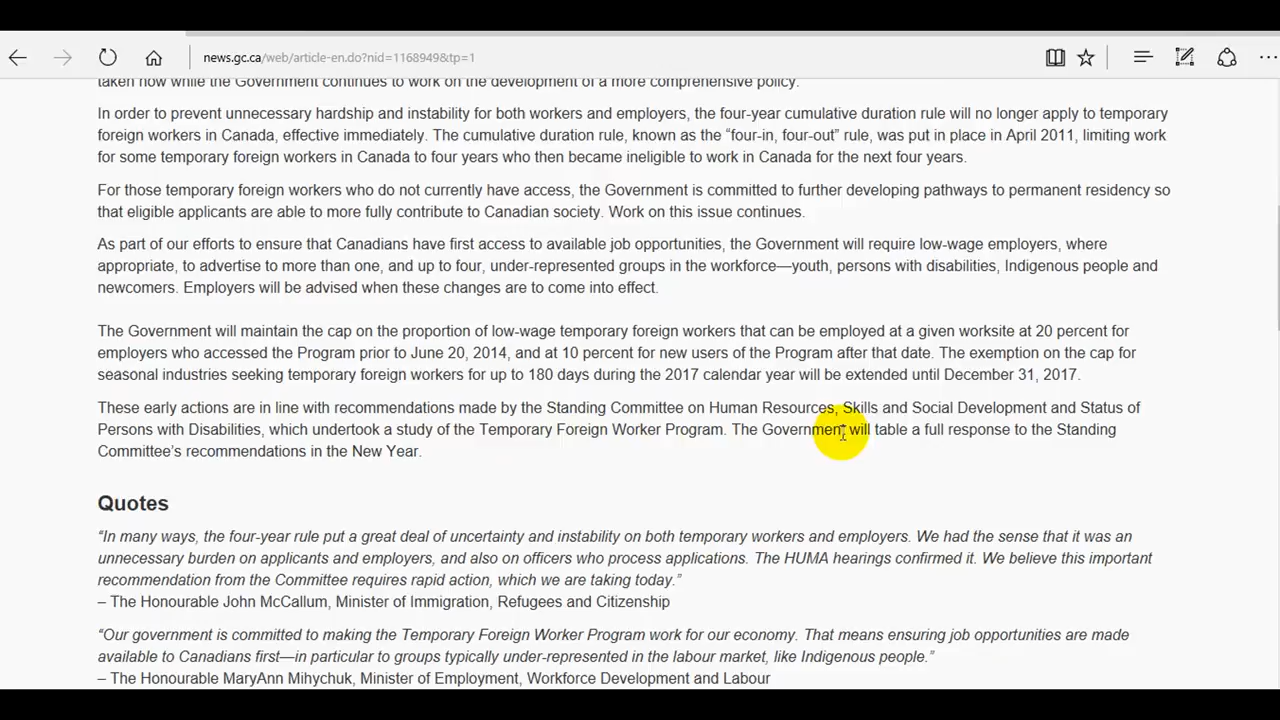 news.gc.ca/web/article-en.do?nid=1168949&tp=1
taken now while the Government continues to work on the development of a more comprehensive policy.
In order to prevent unnecessary hardship and instability for both workers and employers, the four-year cumulative duration rule will no longer apply to temporary
foreign workers in Canada, effective immediately. The cumulative duration rule, known as the “four-in, four-out” rule, was put in place in April 2011, limiting work
for some temporary foreign workers in Canada to four years who then became ineligible to work in Canada for the next four years.
For those temporary foreign workers who do not currently have access, the Government is committed to further developing pathways to permanent residency so
that eligible applicants are able to more fully contribute to Canadian society. Work on this issue continues.
As part of our efforts to ensure that Canadians have first access to available job opportunities, the Government will require low-wage employers, where
appropriate, to advertise to more than one, and up to four, under-represented groups in the workforce—youth, persons with disabilities, Indigenous people and
newcomers. Employers will be advised when these changes are to come into effect.
The Government will maintain the cap on the proportion of low-wage temporary foreign workers that can be employed at a given worksite at 20 percent for
employers who accessed the Program prior to June 20, 2014, and at 10 percent for new users of the Program after that date. The exemption on the cap for
seasonal industries seeking temporary foreign workers for up to 180 days during the 2017 calendar year will be extended until December 31, 2017.
These early actions are in line with recommendations made by the Standing Committee on Human Resources, Skills and Social Development and Status of
Persons with Disabilities, which undertook a study of the Temporary Foreign Worker Program. The Government will table a full response to the Standing
Committee’s recommendations in the New Year.
Quotes
“In many ways, the four-year rule put a great deal of uncertainty and instability on both temporary workers and employers. We had the sense that it was an
unnecessary burden on applicants and employers, and also on officers who process applications. The HUMA hearings confirmed it. We believe this important
recommendation from the Committee requires rapid action, which we are taking today.”
– The Honourable John McCallum, Minister of Immigration, Refugees and Citizenship
“Our government is committed to making the Temporary Foreign Worker Program work for our economy. That means ensuring job opportunities are made
available to Canadians first—in particular to groups typically under-represented in the labour market, like Indigenous people.”
– The Honourable MaryAnn Mihychuk, Minister of Employment, Workforce Development and Labour